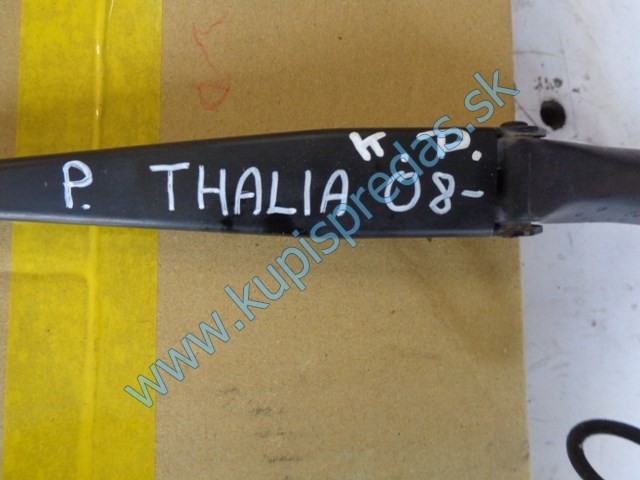 K D.
P. THALIA 08-
www.kupispredas.sk